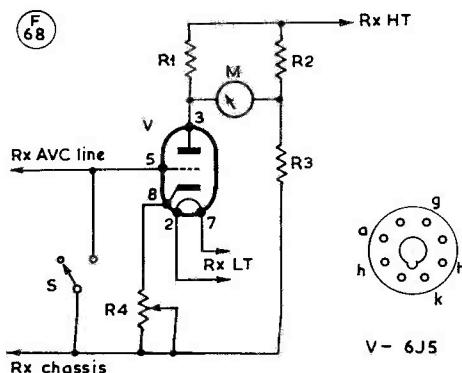 F
68
Rx HT
R1
R2
M
V
3
R3
Rx AVC line
5
8
2
7
Rx LT
S
R4
Rx chassis
g
a
h
h
k
V - 6J5